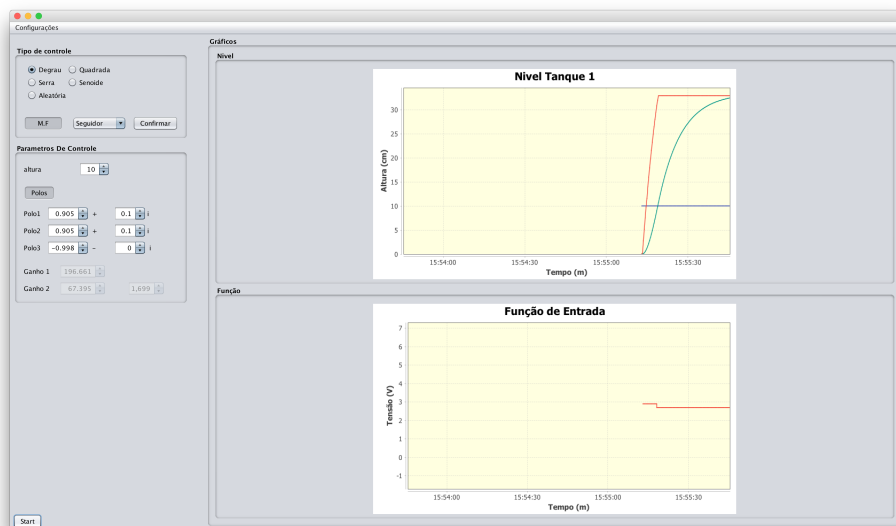 Configurações
Tipo de controle
Degrau Quadrada
Serra Senoide
Aleatória
M.F Seguidor Confirmar
Parametros De Controle
altura 10
Polos
Polo1 0.905 + 0.1 i
Polo2 0.905 + 0.1 i
Polo3 -0.998 - 0 i
Ganho 1 196.661
Ganho 2 67.395 1,699
Start
Gráficos
Nível
Nivel Tanque 1
Altura (cm)
30
25
20
15
10
5
0
15:54:00 15:54:30 15:55:00 15:55:30
Tempo (m)
Função
Função de Entrada
Tensão (V)
7
6
5
4
3
2
1
0
-1
15:54:00 15:54:30 15:55:00 15:55:30
Tempo (m)